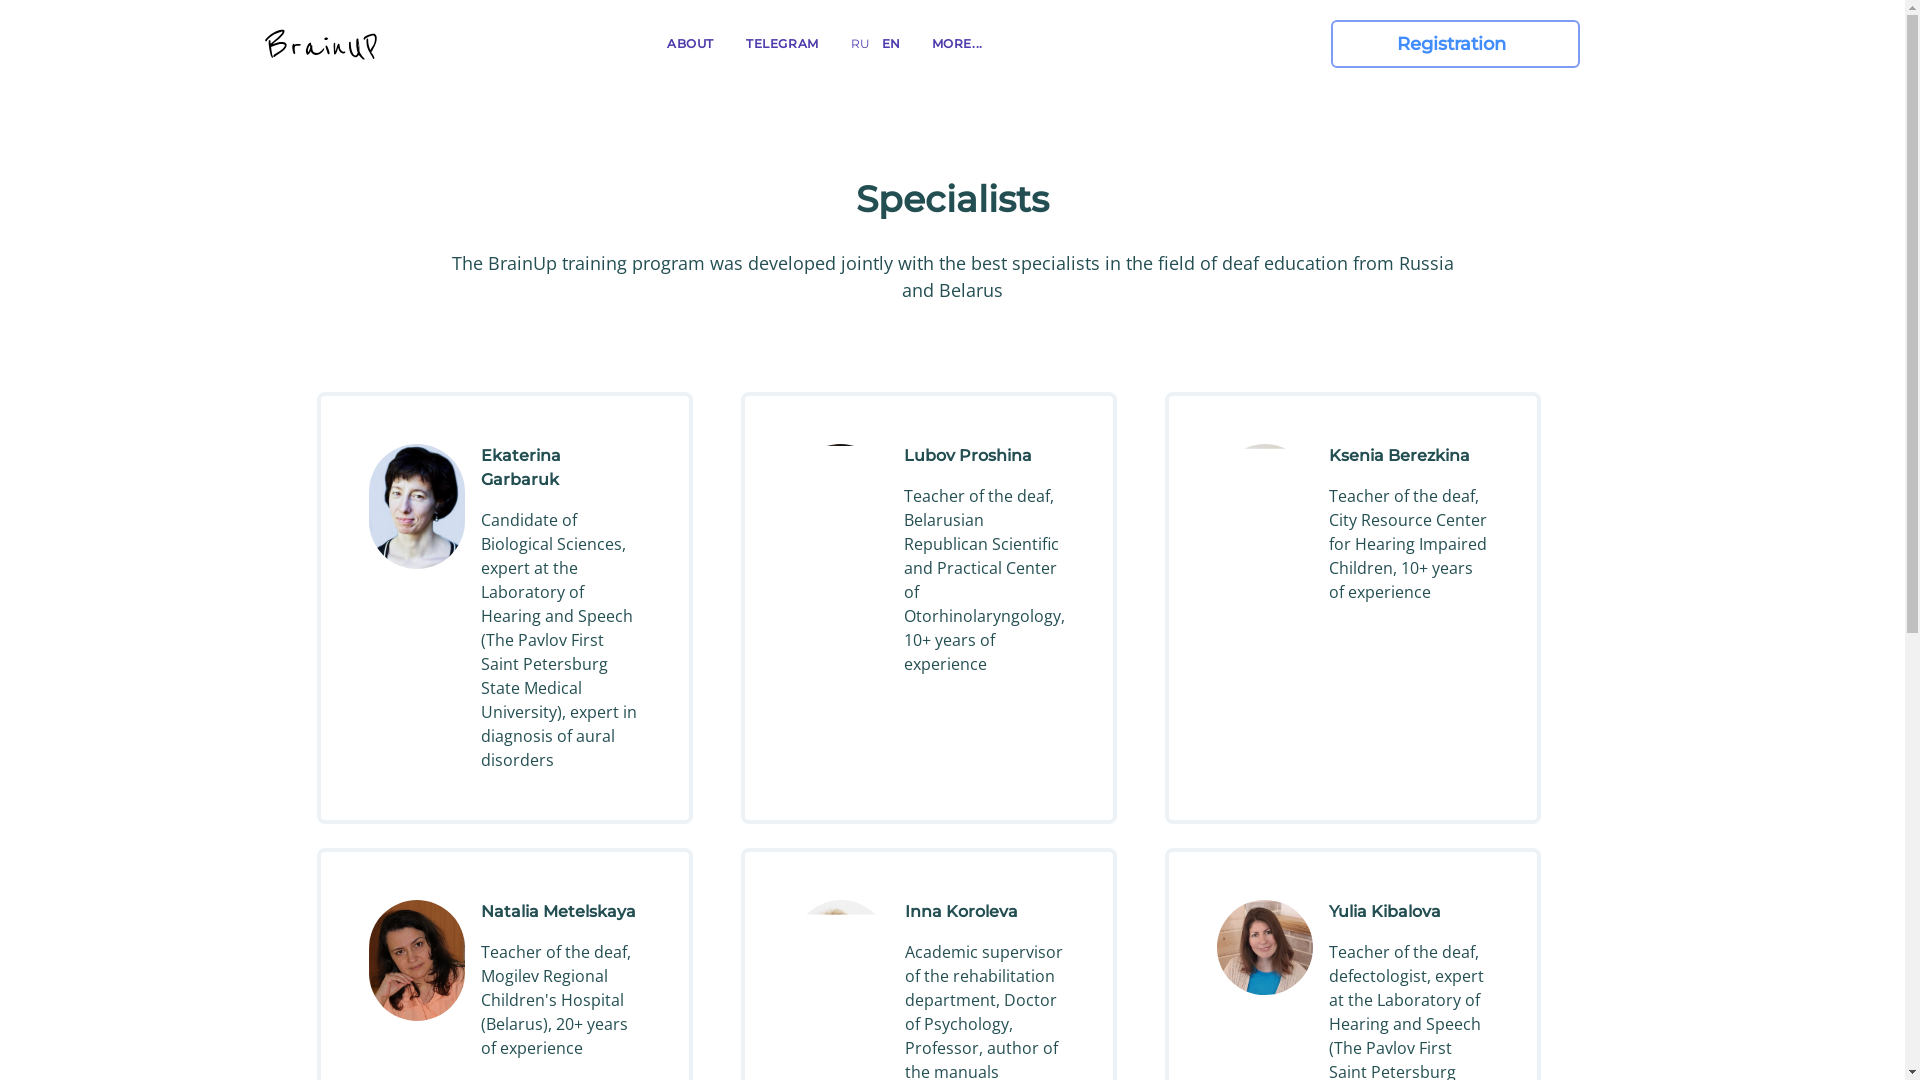 BrainUP
ABOUT
TELEGRAM
RU
EN
MORE...
Registration
Specialists
The BrainUp training program was developed jointly with the best specialists in the field of deaf education from Russia
and Belarus
Ekaterina
Garbaruk
Candidate of
Biological Sciences,
expert at the
Laboratory of
Hearing and Speech
(The Pavlov First
Saint Petersburg
State Medical
University), expert in
diagnosis of aural
disorders
Lubov Proshina
Teacher of the deaf,
Belarusian
Republican Scientific
and Practical Center
of
Otorhinolaryngology,
10+ years of
experience
Ksenia Berezkina
Teacher of the deaf,
City Resource Center
for Hearing Impaired
Children, 10+ years
of experience
Natalia Metelskaya
Teacher of the deaf,
Mogilev Regional
Children's Hospital
(Belarus), 20+ years
of experience
Inna Koroleva
Academic supervisor
of the rehabilitation
department, Doctor
of Psychology,
Professor, author of
the manuals
Yulia Kibalova
Teacher of the deaf,
defectologist, expert
at the Laboratory of
Hearing and Speech
(The Pavlov First
Saint Petersburg